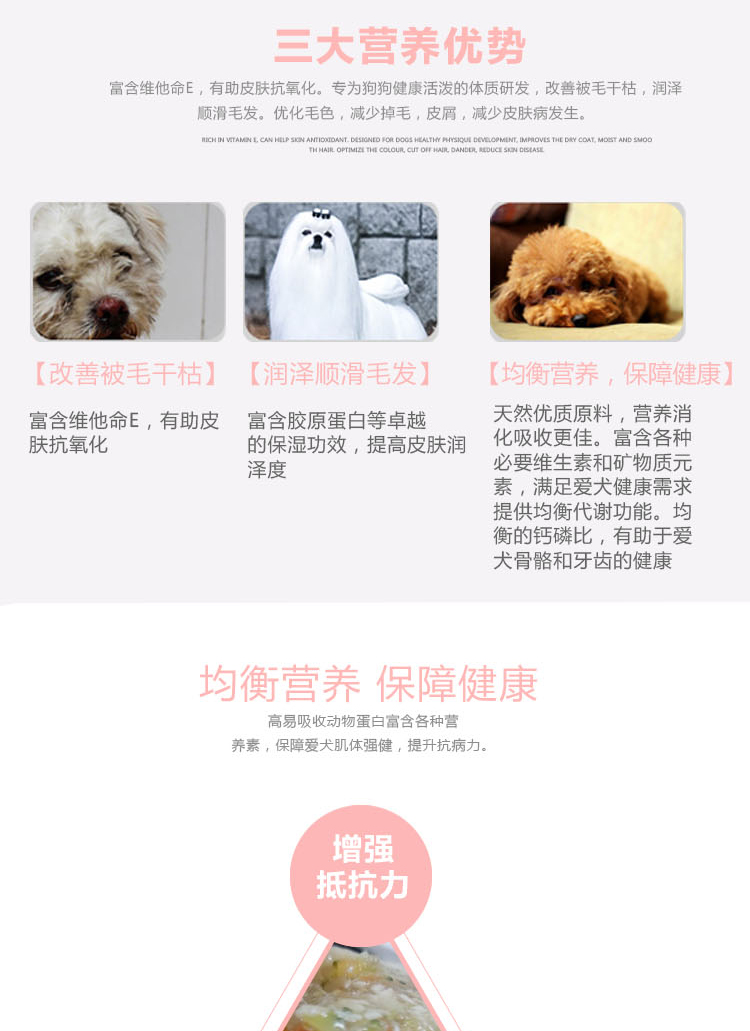 三大营养优势
富含维他命E，有助皮肤抗氧化。专为狗狗健康活泼的体质研发，改善被毛干枯，润泽
顺滑毛发。优化毛色，减少掉毛，皮屑，减少皮肤病发生。
RICH IN VITAMIN E, CAN HELP SKIN ANTIOXIDANT. DESIGNED FOR DOGS HEALTHY PHYSIQUE DEVELOPMENT, IMPROVES THE DRY COAT, MOIST AND SMOO
TH HAIR. OPTIMIZE THE COLOUR, CUT OFF HAIR, DANDER, REDUCE SKIN DISEASE.
【改善被毛干枯】
富含维他命E，有助皮
肤抗氧化
【润泽顺滑毛发】
富含胶原蛋白等卓越
的保湿功效，提高皮肤润
泽度
【均衡营养，保障健康】
天然优质原料，营养消
化吸收更佳。富含各种
必要维生素和矿物质元
素，满足爱犬健康需求
提供均衡代谢功能。均
衡的钙磷比，有助于爱
犬骨骼和牙齿的健康
均衡营养 保障健康
高易吸收动物蛋白富含各种营
养素，保障爱犬肌体强健，提升抗病力。
增强
抵抗力